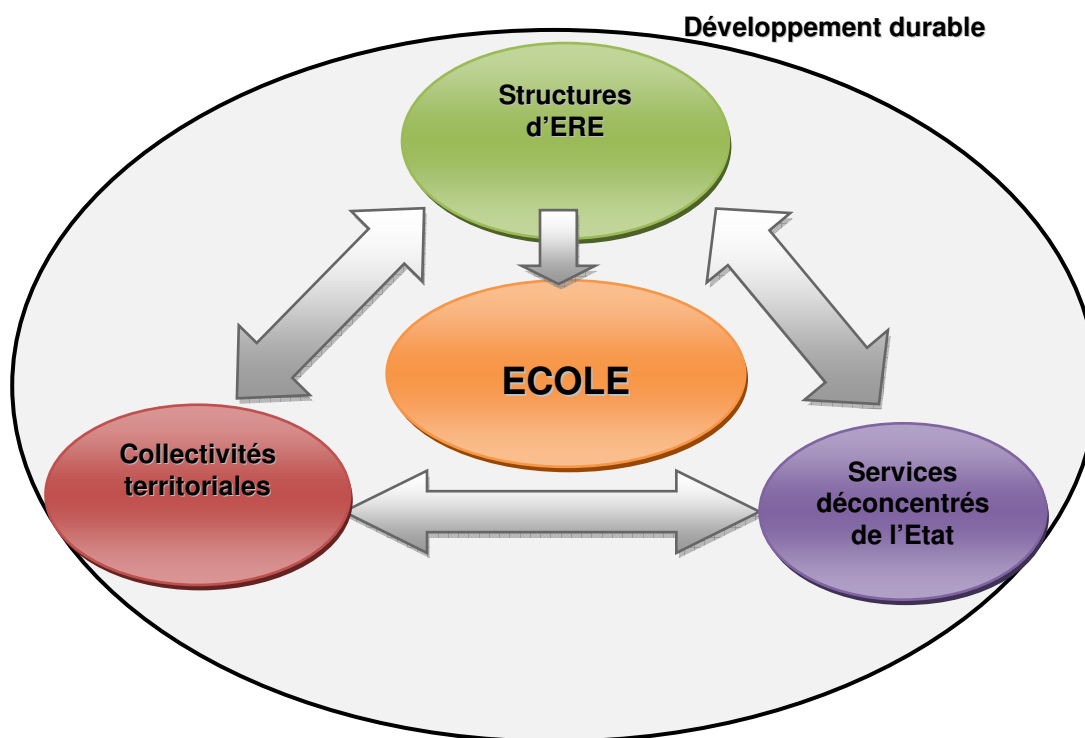 Développement durable
Structures
d’ERE
ECOLE
Collectivités
territoriales
Services
déconcentrés
de l’Etat